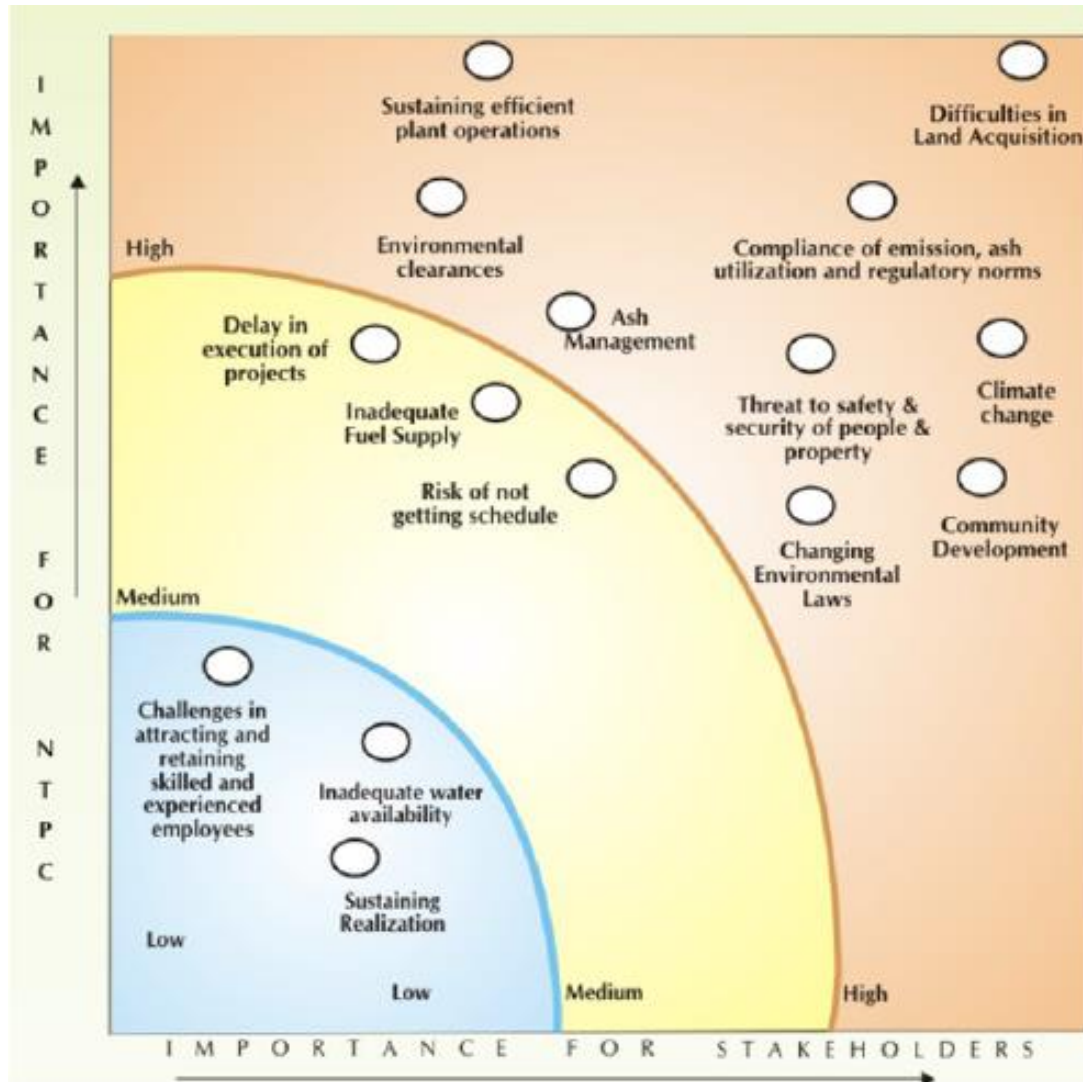 IMPORTANCE FOR NTPC
Sustaining efficient
plant operations
Difficulties in
Land Acquisition
High
Environmental
clearances
Compliance of emission, ash
utilization and regulatory norms
Delay in
execution of
projects
Ash
Management
Inadequate
Fuel Supply
Threat to safety &
security of people &
property
Climate
change
Risk of not
getting schedule
Changing
Environmental
Laws
Community
Development
Medium
Challenges in
attracting and
retaining
skilled and
experienced
employees
Inadequate water
availability
Sustaining
Realization
Low
Low
Medium
High
IMPORTANCE FOR STAKEHOLDERS